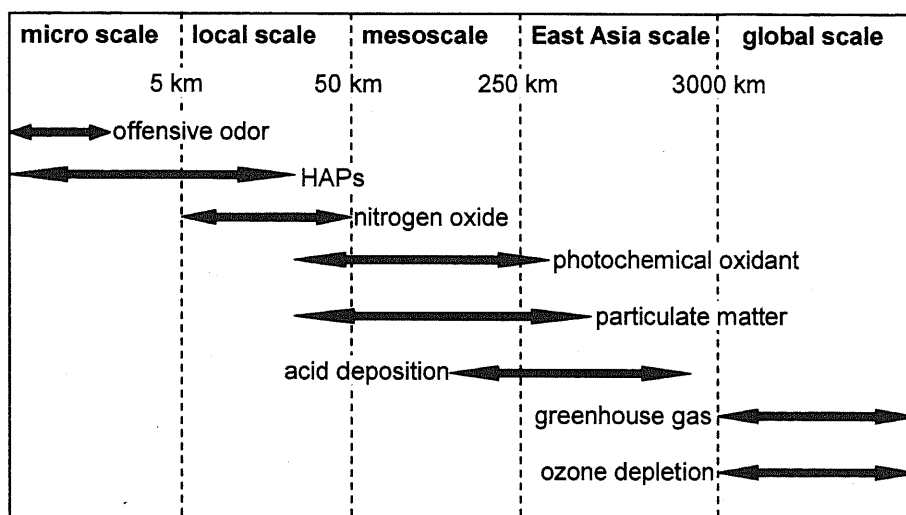 micro scale local scale mesoscale East Asia scale global scale
5 km 50 km 250 km 3000 km
offensive odor
HAPs
nitrogen oxide
photochemical oxidant
particulate matter
acid deposition
greenhouse gas
ozone depletion